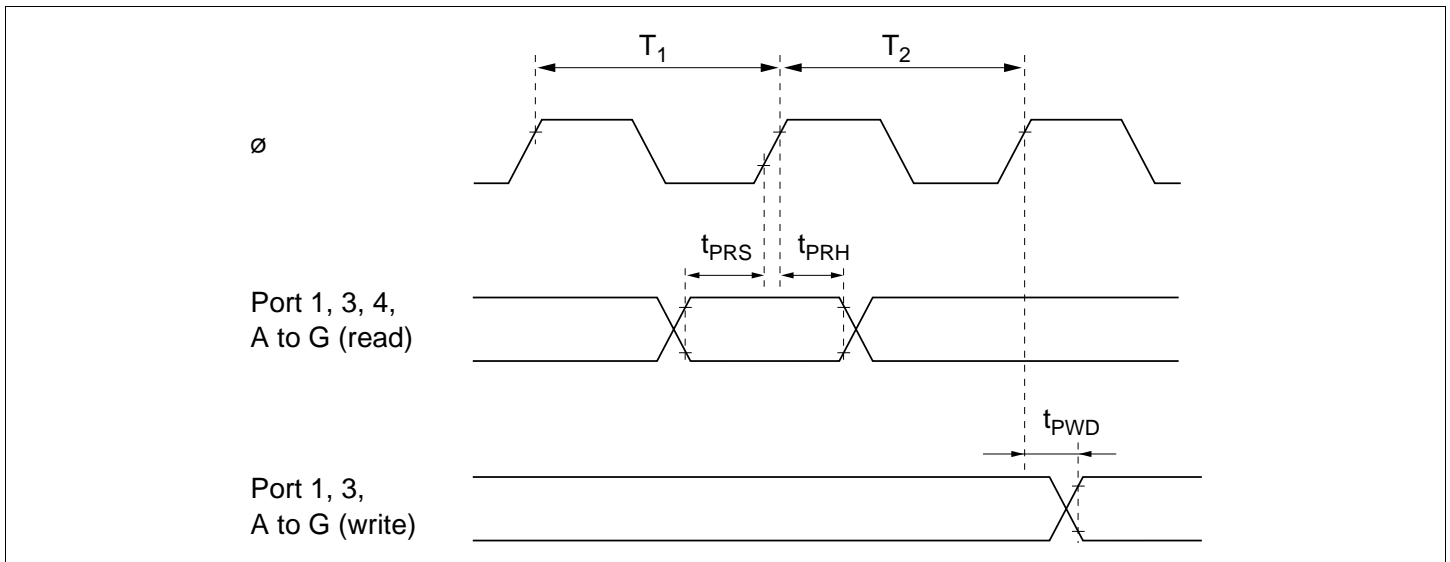 T1 T2
ø
tPRS tPRH
Port 1, 3, 4,
A to G (read)
tPWD
Port 1, 3,
A to G (write)